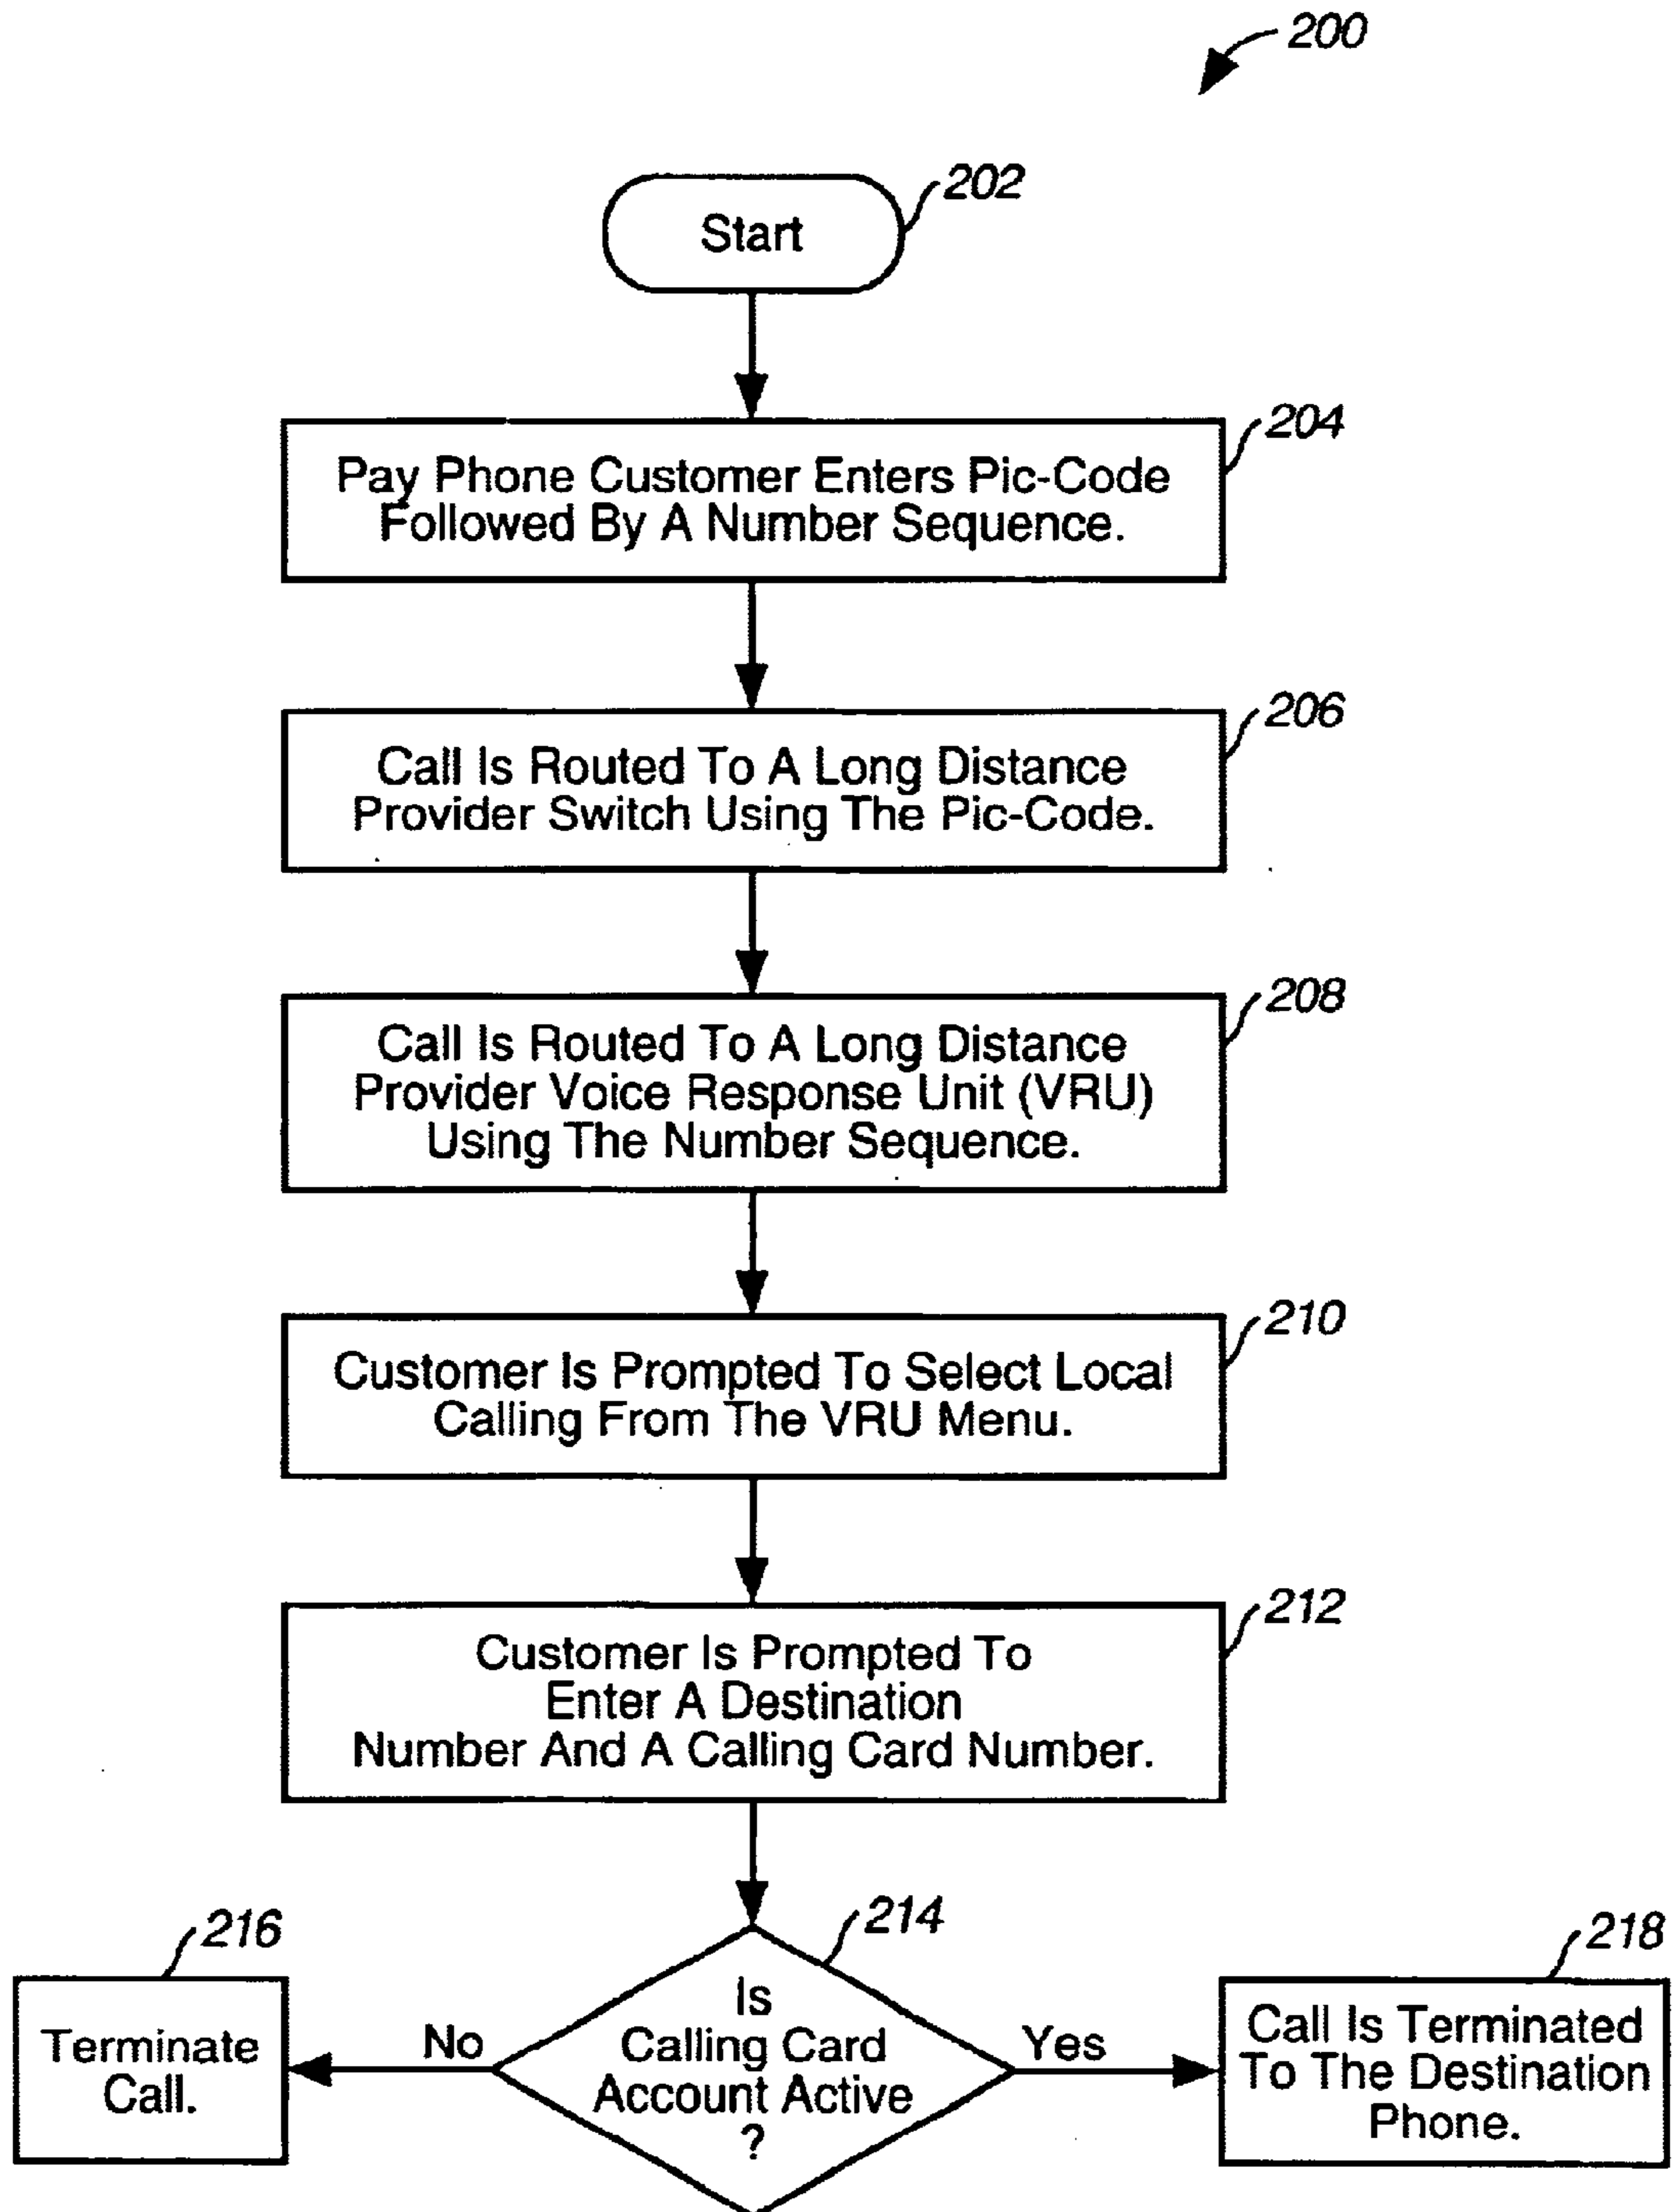 200
202
Start
204
Pay Phone Customer Enters Pic-Code
Followed By A Number Sequence.
206
Call Is Routed To A Long Distance
Provider Switch Using The Pic-Code.
208
Call Is Routed To A Long Distance
Provider Voice Response Unit (VRU)
Using The Number Sequence.
210
Customer Is Prompted To Select Local
Calling From The VRU Menu.
212
Customer Is Prompted To
Enter A Destination
Number And A Calling Card Number.
214
Is
Calling Card
Account Active
?
No
Yes
216
Terminate
Call.
218
Call Is Terminated
To The Destination
Phone.